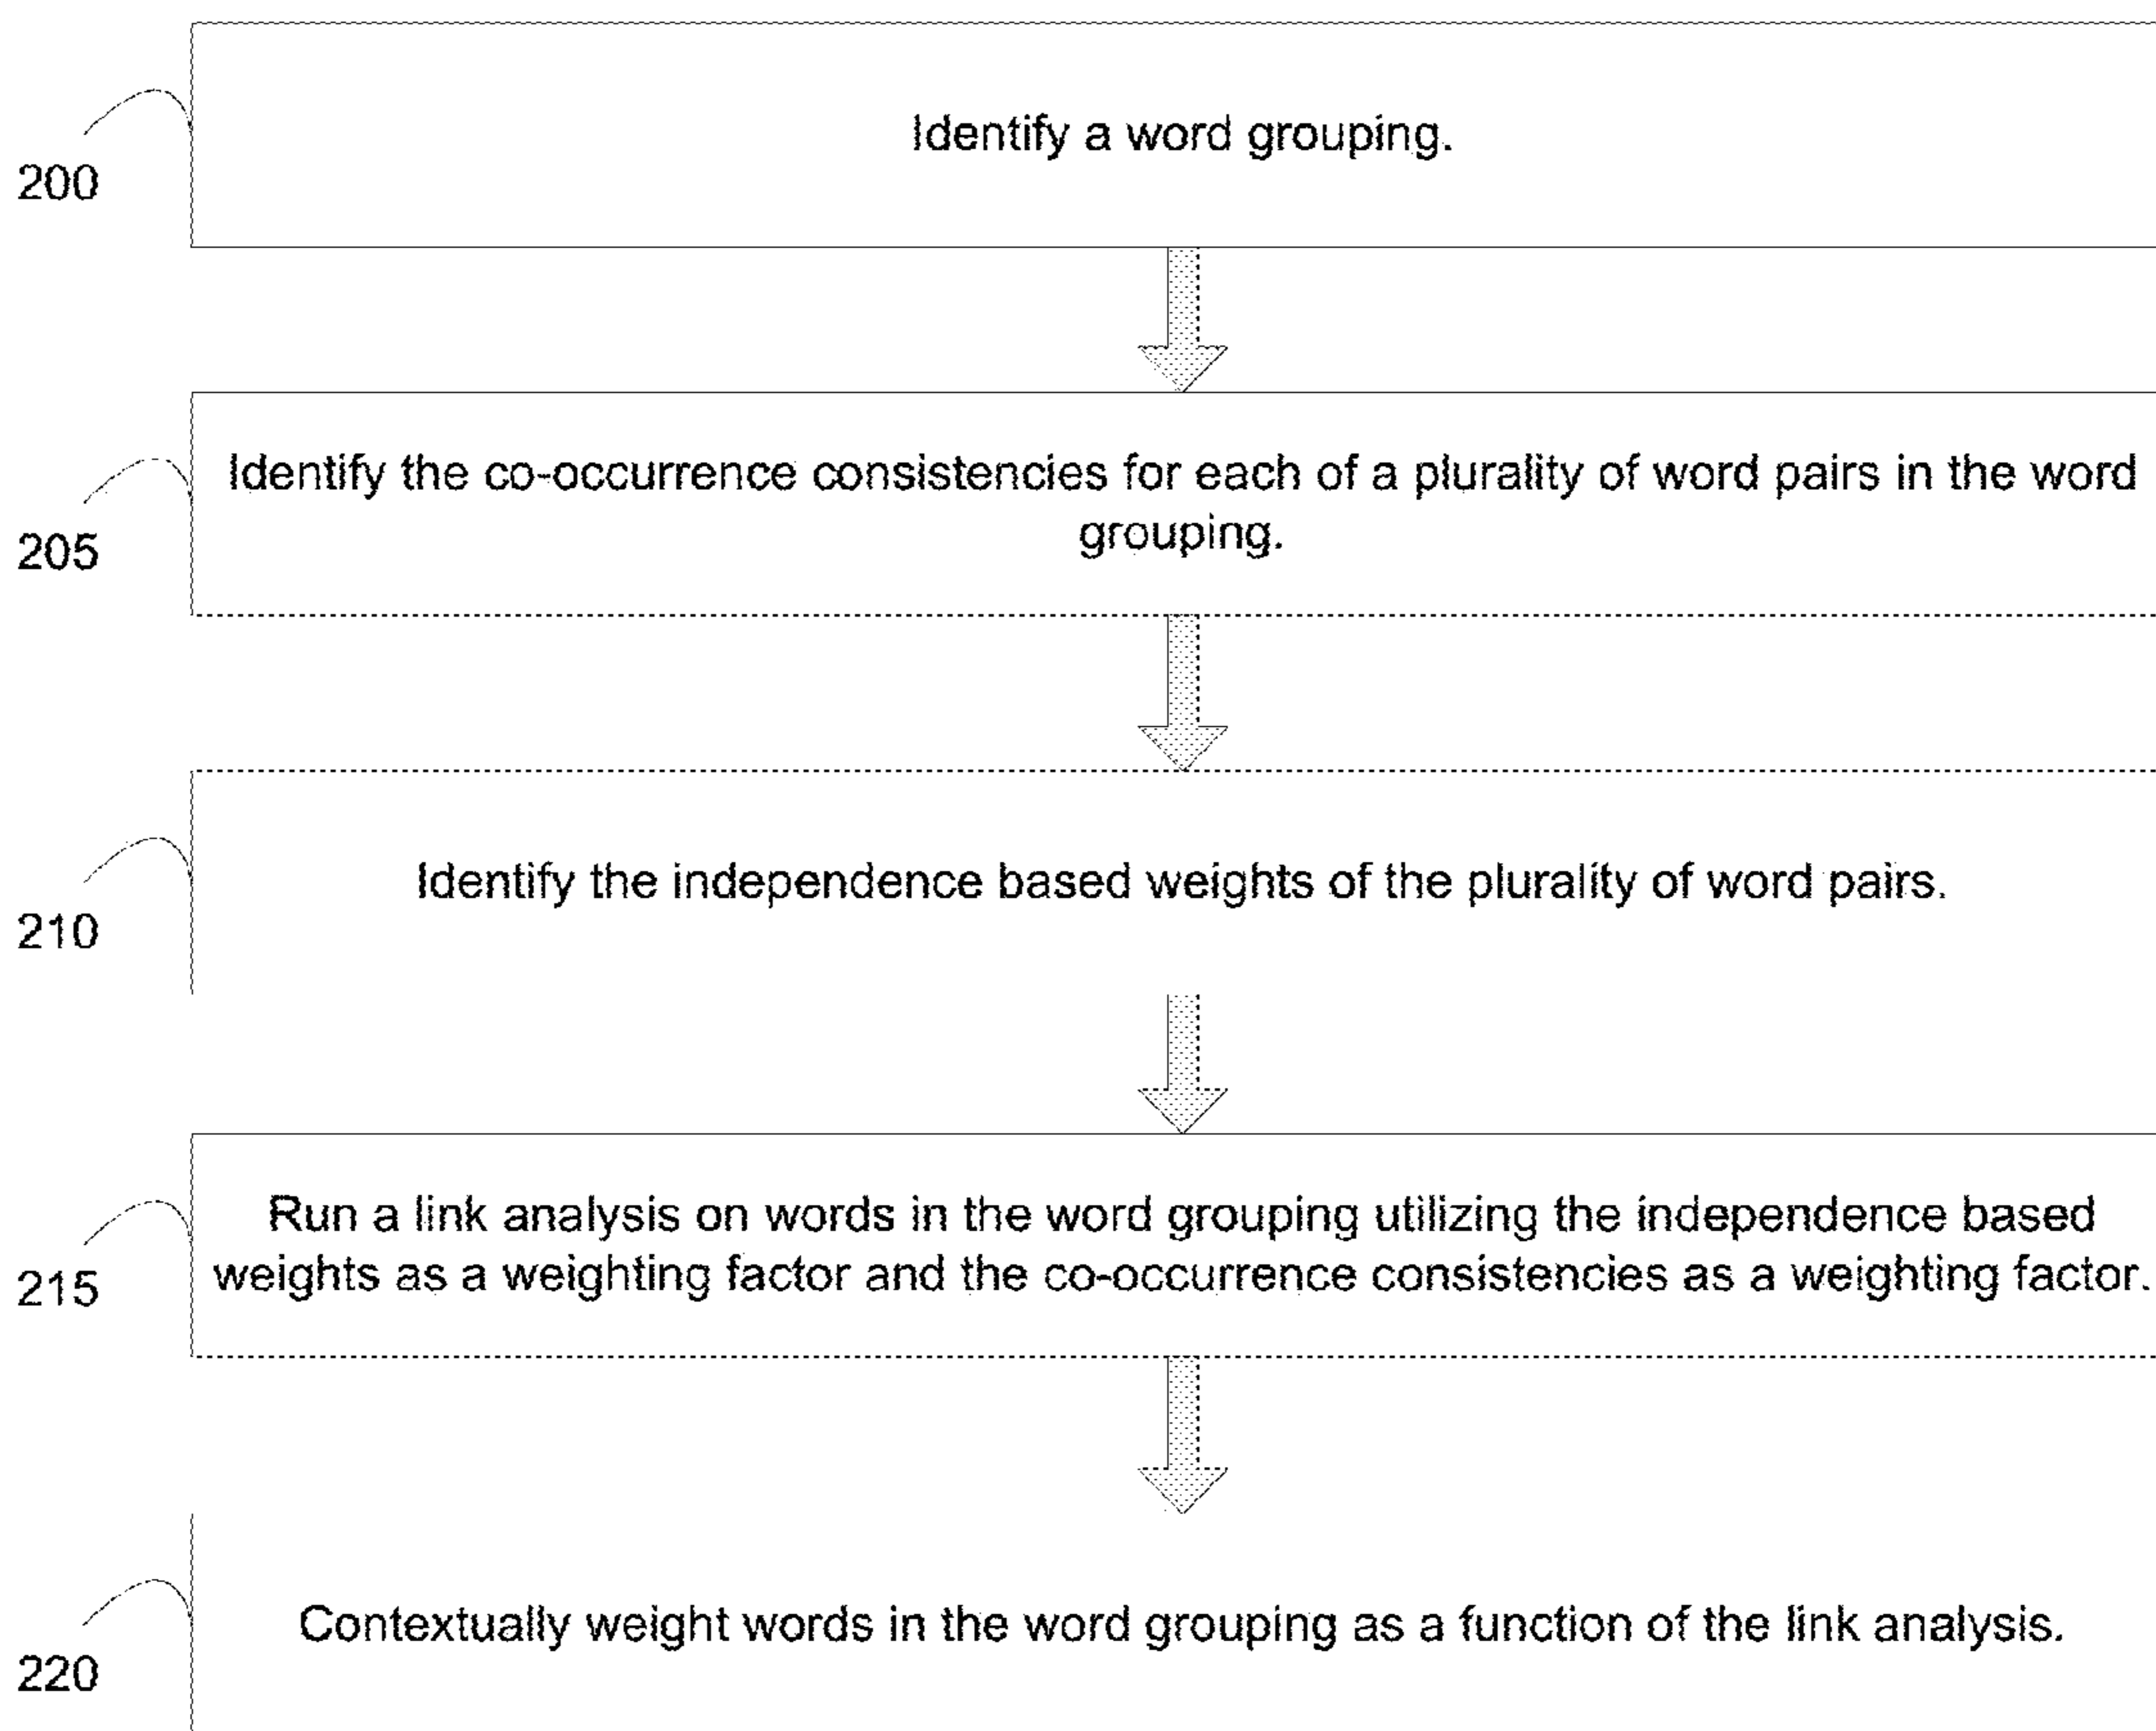 Identify a word grouping.
200
Identify the co-occurrence consistencies for each of a plurality of word pairs in the word
grouping.
205
Identify the independence based weights of the plurality of word pairs.
210
Run a link analysis on words in the word grouping utilizing the independence based
weights as a weighting factor and the co-occurrence consistencies as a weighting factor.
215
Contextually weight words in the word grouping as a function of the link analysis.
220